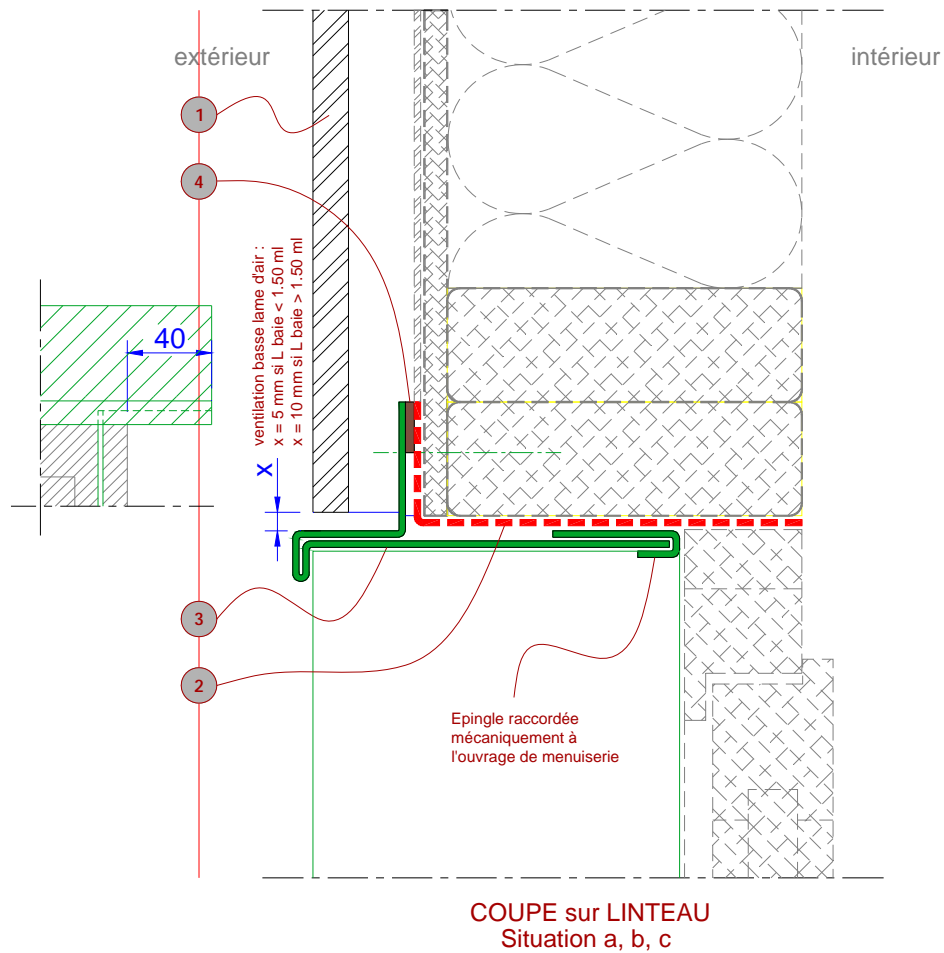 extérieur
intérieur
1
4
ventilation basse lame d'air :
x = 5 mm si L baie < 1.50 ml
x = 10 mm si L baie > 1.50 ml
40
x
3
2
Epingle raccordée
mécaniquement à
l'ouvrage de menuiserie
COUPE sur LINTEAU
Situation a, b, c